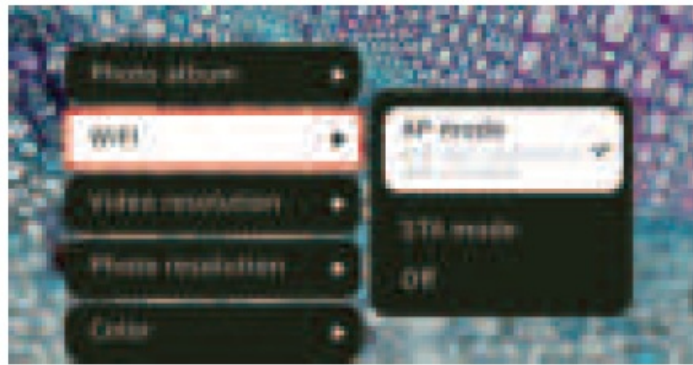 Photo album
WiFi
AP mode
Video resolution
STA mode
Photo resolution
Off
Color